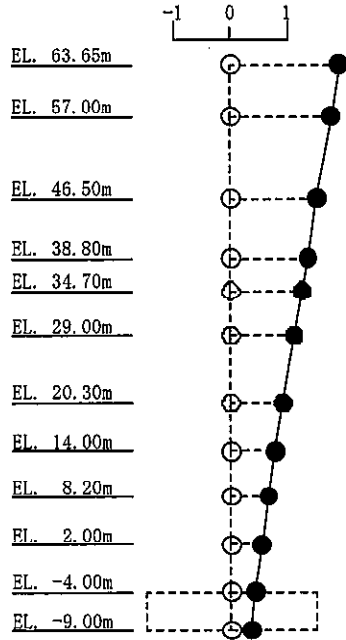 -1 0 1
EL. 63.65m
EL. 57.00m
EL. 46.50m
EL. 38.80m
EL. 34.70m
EL. 29.00m
EL. 20.30m
EL. 14.00m
EL. 8.20m
EL. 2.00m
EL. -4.00m
EL. -9.00m